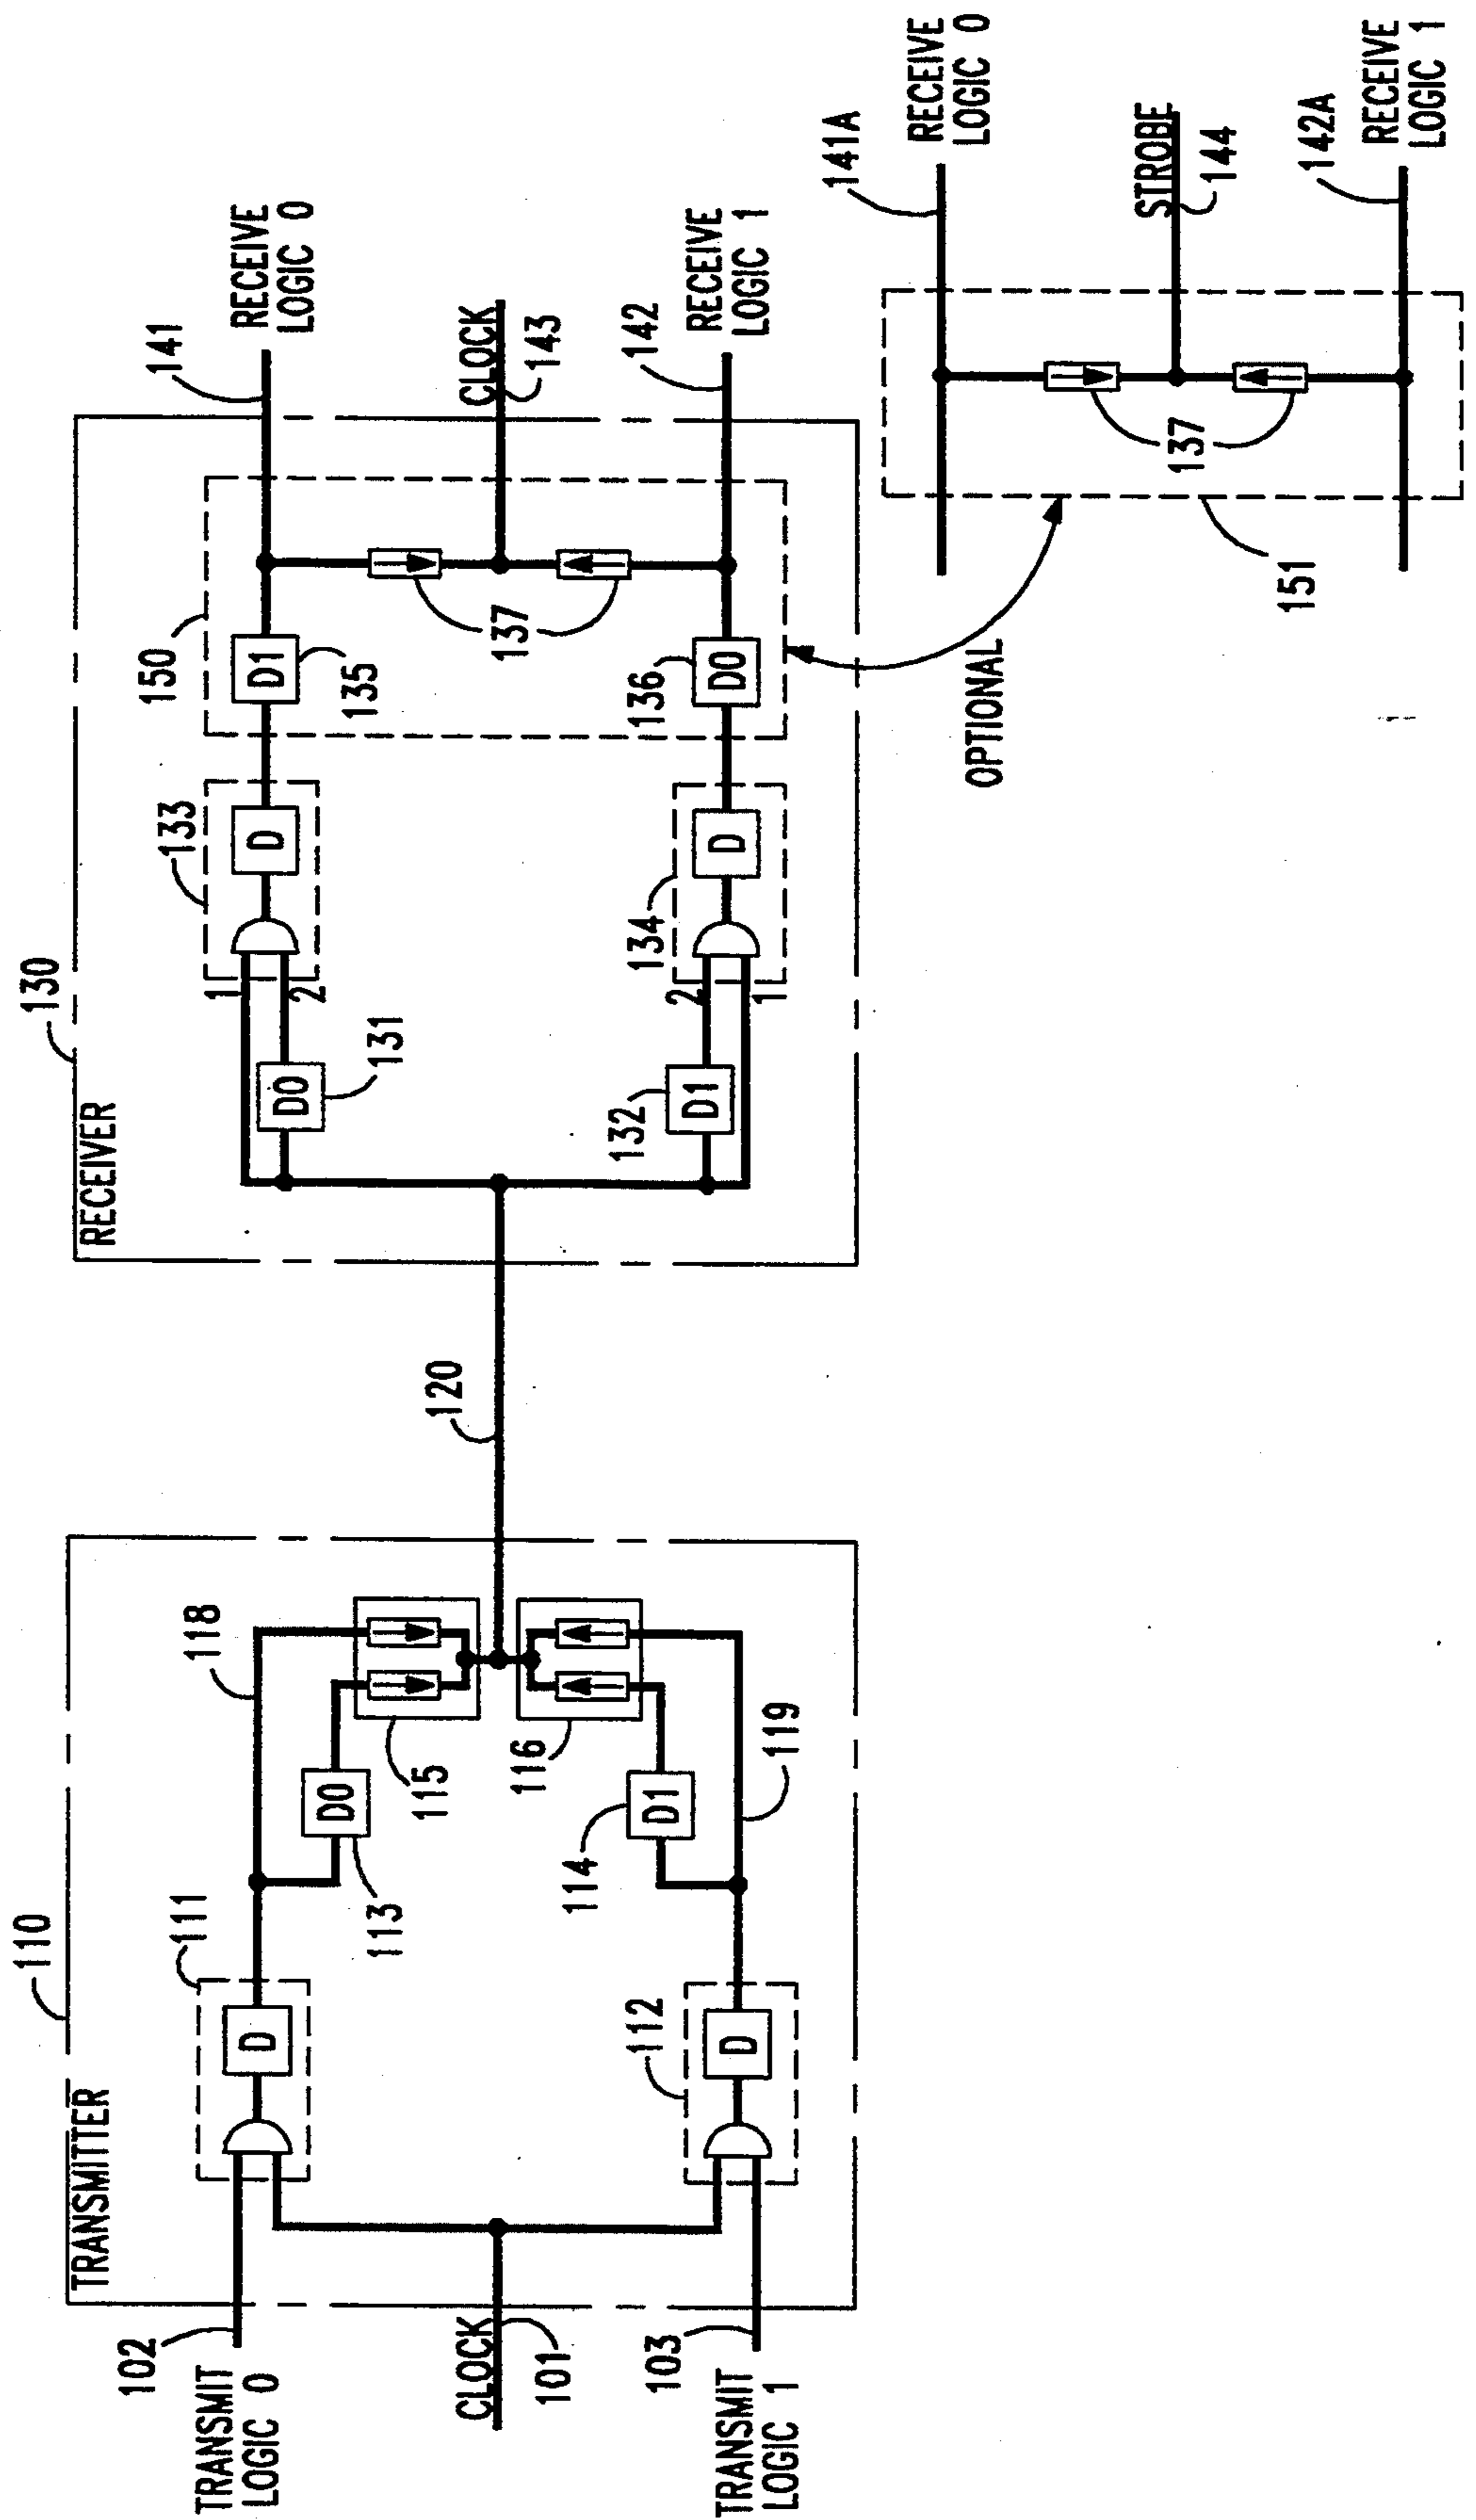 110
TRANSMITTER
102
TRANSMIT
LOGIC 0
CLOCK
101
103
TRANSMIT
LOGIC 1
111
D
112
D
118
D0
113
115
116
D1
114
119
120
130
RECEIVER
1
2
D0
131
132
D1
2
1
133
D
134
D
150
D1
135
136
D0
137
141
RECEIVE
LOGIC 0
CLOCK
143
142
RECEIVE
LOGIC 1
OPTIONAL
151
137
141A
RECEIVE
LOGIC 0
STROBE
144
142A
RECEIVE
LOGIC 1